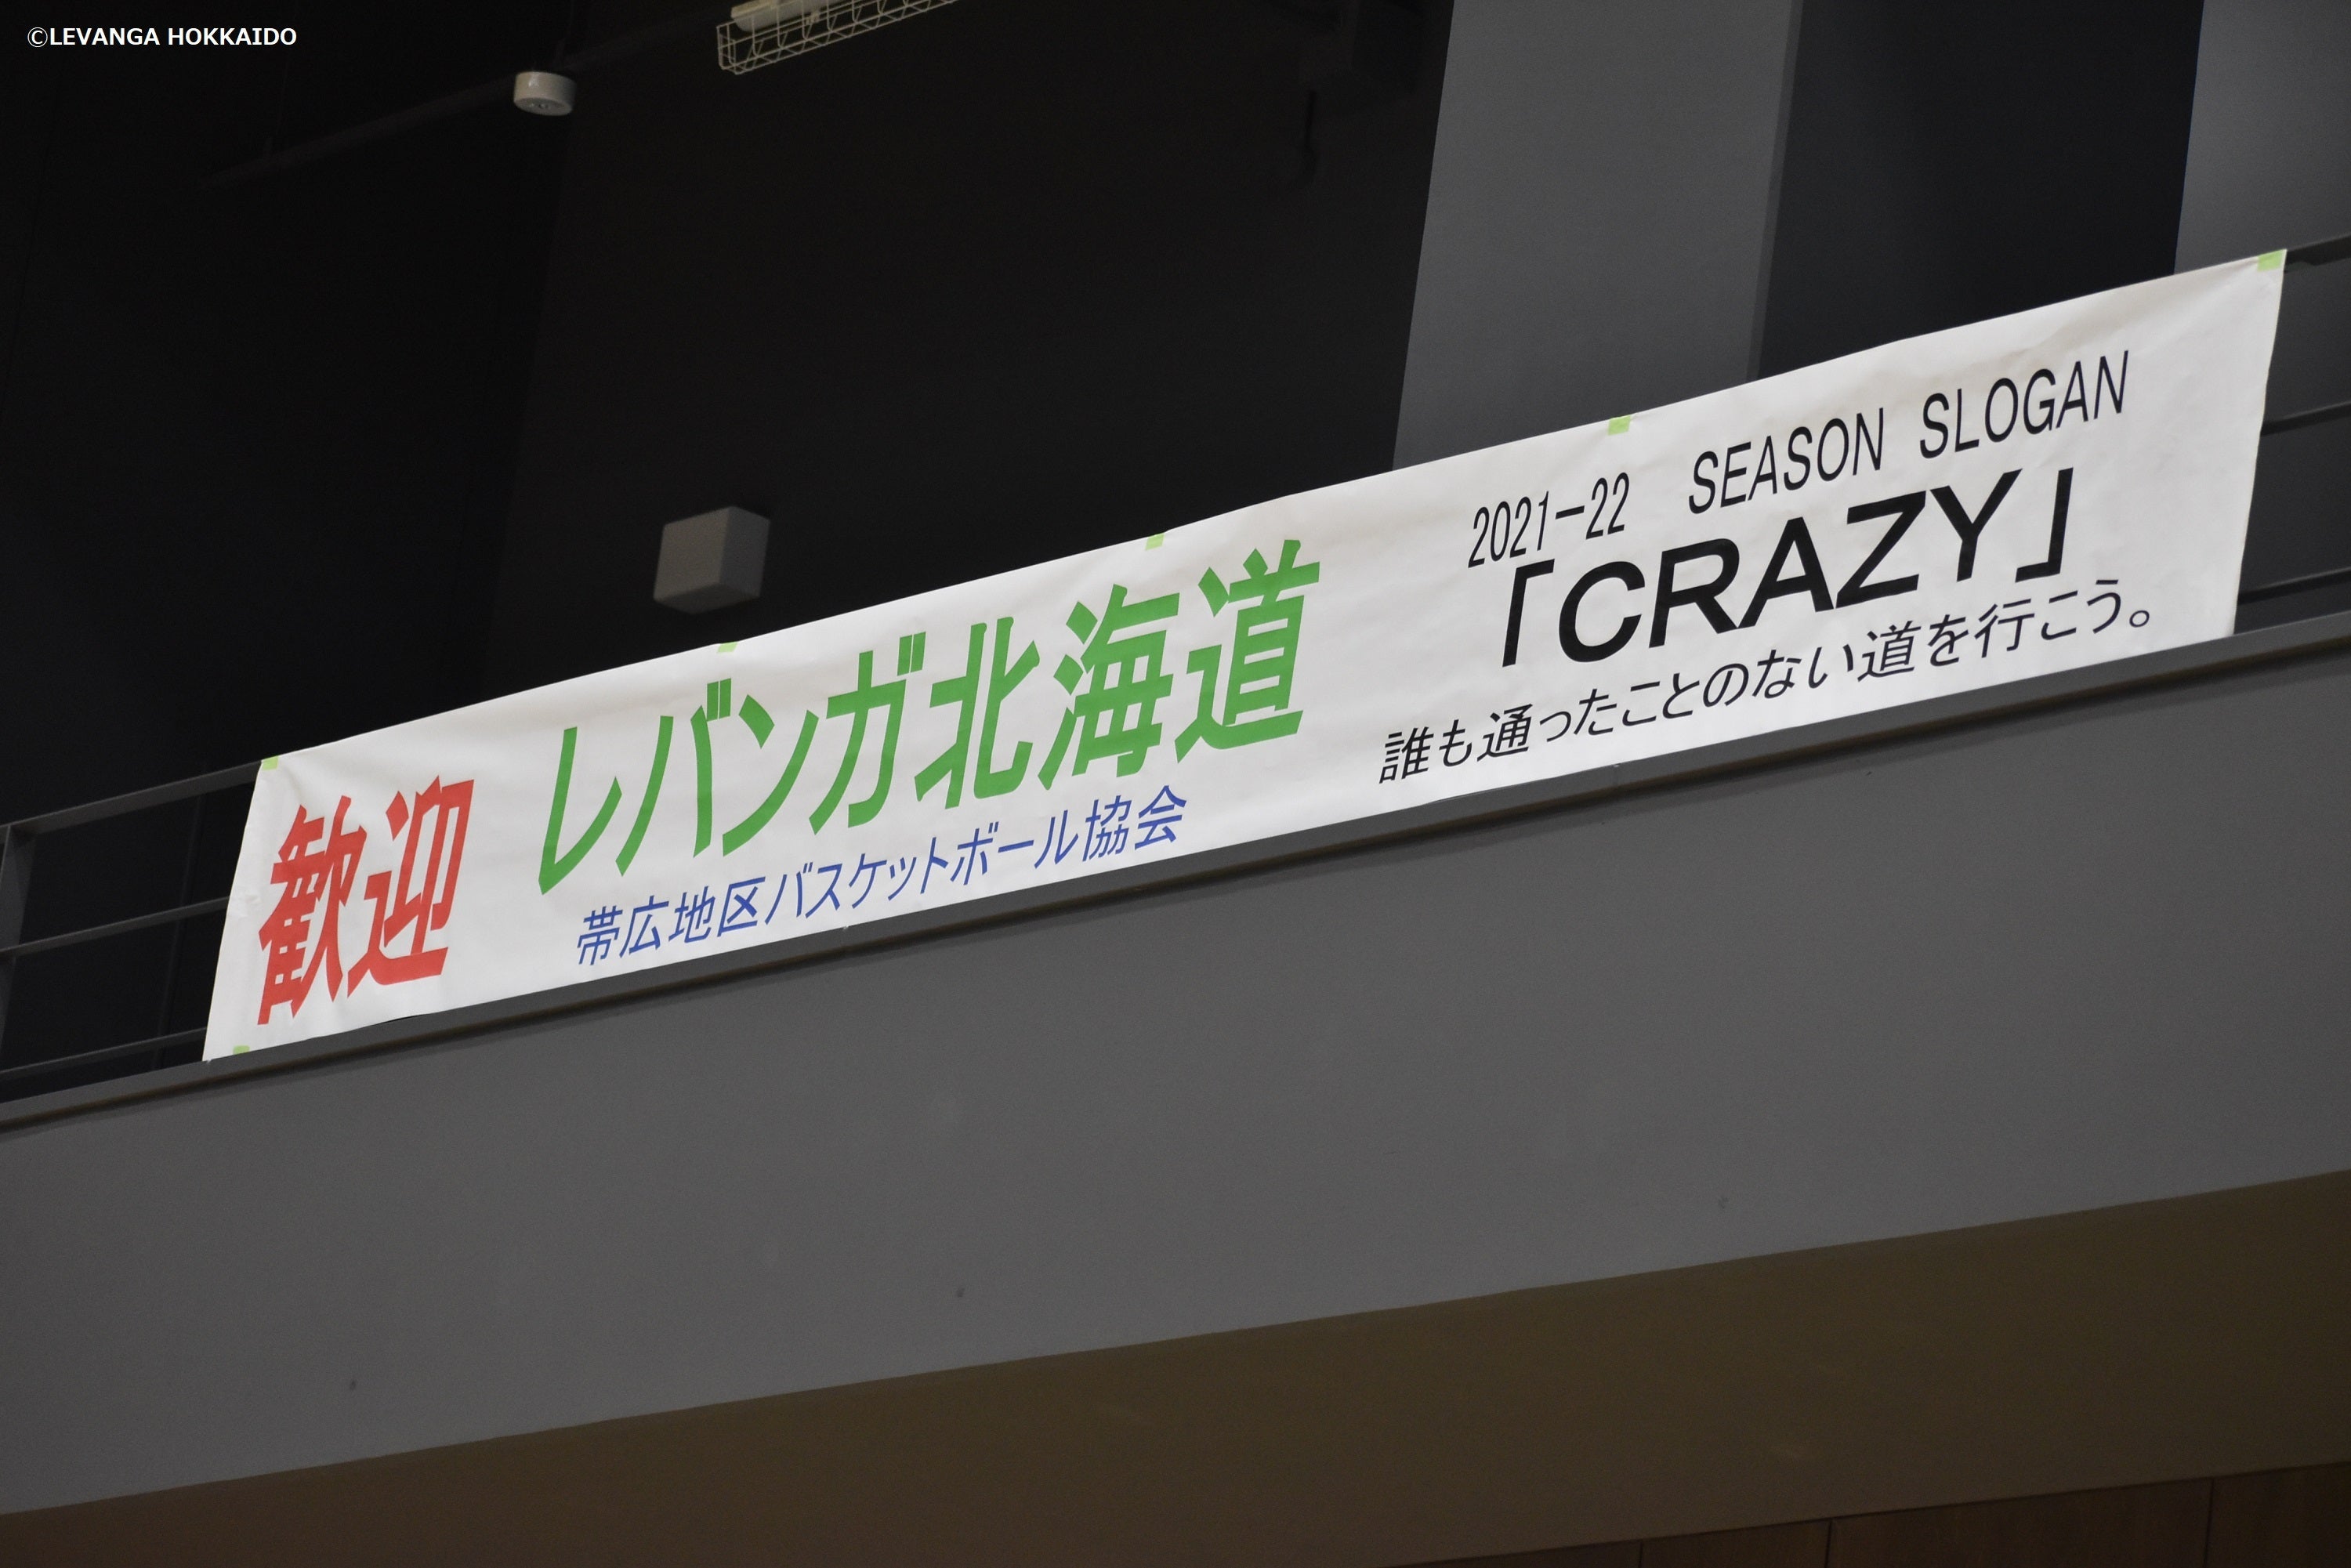 ©LEVANGA HOKKAIDO
歓迎
レバンガ北海道
帯広地区バスケットボール協会
2021−22 SEASON SLOGAN
「CRAZY」
誰も通ったことのない道を行こう。